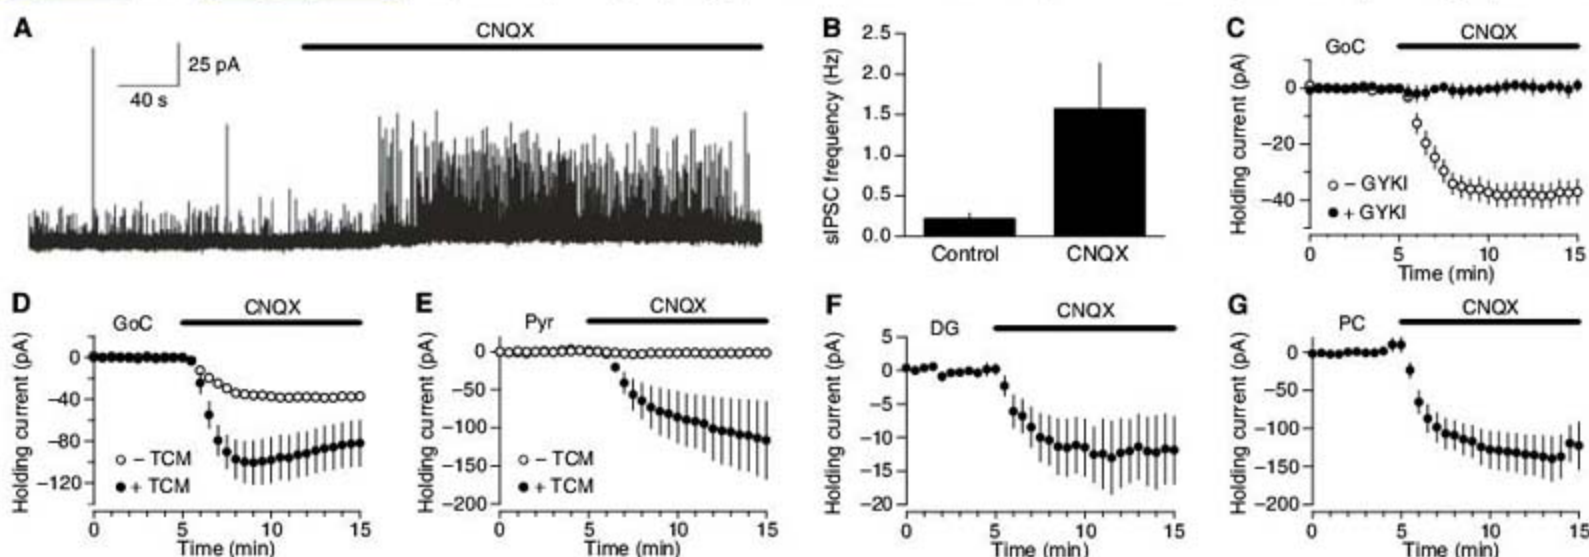 A
CNQX
25 pA
40 s
B
sIPSC frequency (Hz)
2.5
2.0
1.5
1.0
0.5
0.0
Control
CNQX
C
CNQX
GoC
Holding current (pA)
0
−20
−40
− GYKI
+ GYKI
0
5
10
15
Time (min)
D
CNQX
GoC
Holding current (pA)
0
−40
−80
−120
− TCM
+ TCM
0
5
10
15
Time (min)
E
CNQX
Pyr
Holding current (pA)
0
−50
−100
−150
−200
− TCM
+ TCM
0
5
10
15
Time (min)
F
CNQX
DG
Holding current (pA)
5
0
−5
−10
−15
−20
0
5
10
15
Time (min)
G
CNQX
PC
Holding current (pA)
0
−50
−100
−150
−200
0
5
10
15
Time (min)